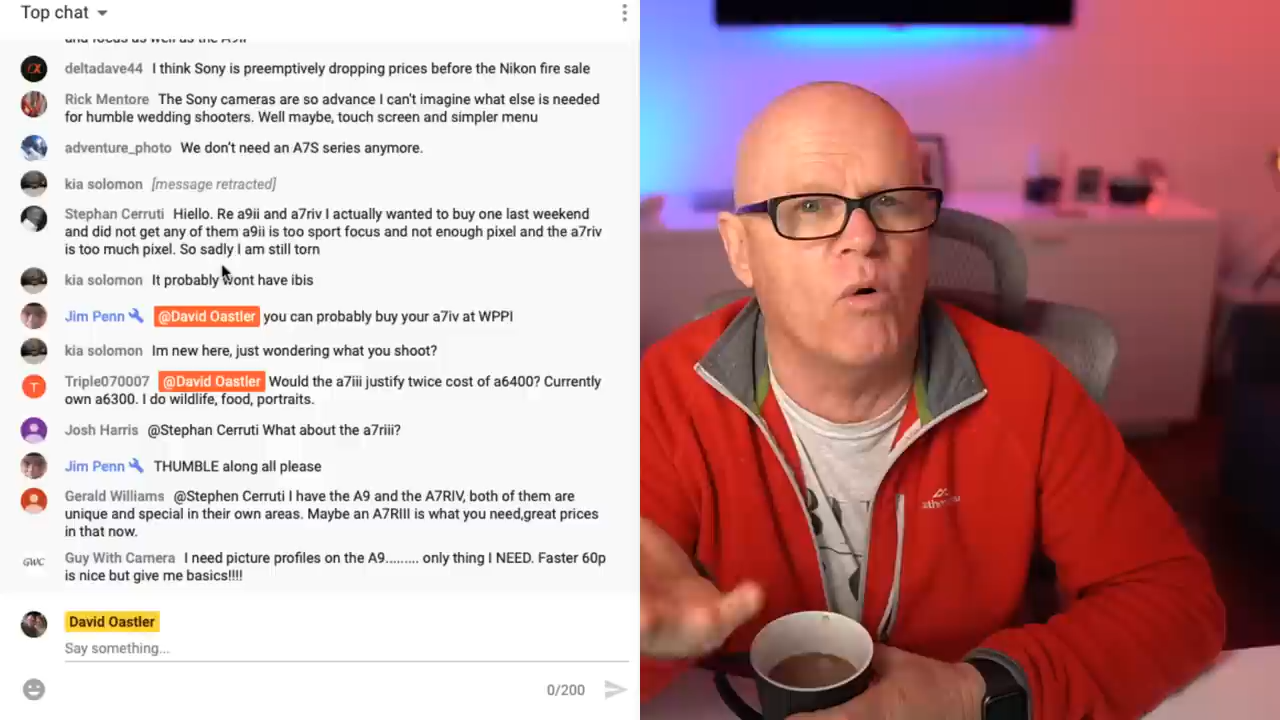 Top chat
and focus as well as the A9ii
deltadave44 I think Sony is preemptively dropping prices before the Nikon fire sale
Rick Mentore The Sony cameras are so advance I can't imagine what else is needed
for humble wedding shooters. Well maybe, touch screen and simpler menu
adventure_photo We don't need an A7S series anymore.
kia solomon [message retracted]
Stephan Cerruti Hiello. Re a9ii and a7riv I actually wanted to buy one last weekend
and did not get any of them a9ii is too sport focus and not enough pixel and the a7riv
is too much pixel. So sadly I am still torn
kia solomon It probably wont have ibis
Jim Penn @David Oastler you can probably buy your a7iv at WPPI
kia solomon Im new here, just wondering what you shoot?
T Triple070007 @David Oastler Would the a7iii justify twice cost of a6400? Currently
own a6300. I do wildlife, food, portraits.
Josh Harris @Stephan Cerruti What about the a7riii?
Jim Penn THUMBLE along all please
Gerald Williams @Stephen Cerruti I have the A9 and the A7RIV, both of them are
unique and special in their own areas. Maybe an A7RIII is what you need,great prices
in that now.
GWC Guy With Camera I need picture profiles on the A9......... only thing I NEED. Faster 60p
is nice but give me basics!!!!
David Oastler
Say something...
0/200